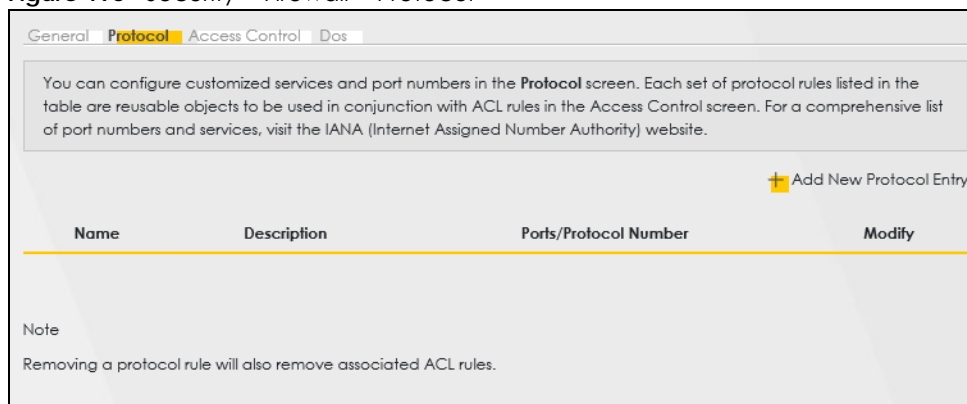 General Protocol Access Control Dos
You can configure customized services and port numbers in the Protocol screen. Each set of protocol rules listed in the
table are reusable objects to be used in conjunction with ACL rules in the Access Control screen. For a comprehensive list
of port numbers and services, visit the IANA (Internet Assigned Number Authority) website.
+ Add New Protocol Entry
Name Description Ports/Protocol Number Modify
Note
Removing a protocol rule will also remove associated ACL rules.